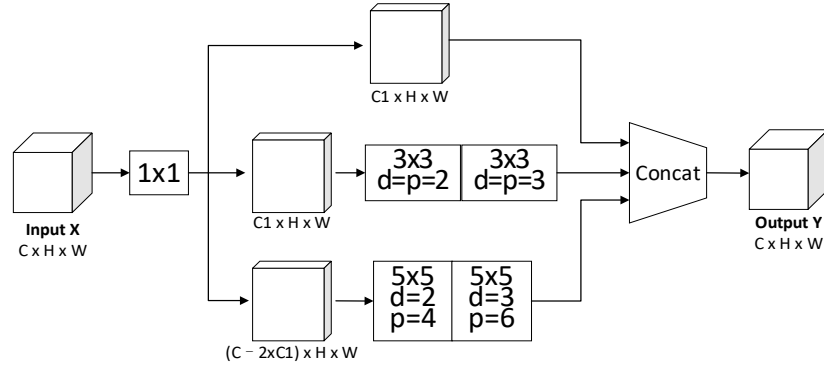 C1 x H x W
Input X
C x H x W
1x1
C1 x H x W
3x3
d=p=2
3x3
d=p=3
(C - 2xC1) x H x W
5x5
d=2
p=4
5x5
d=3
p=6
Concat
Output Y
C x H x W